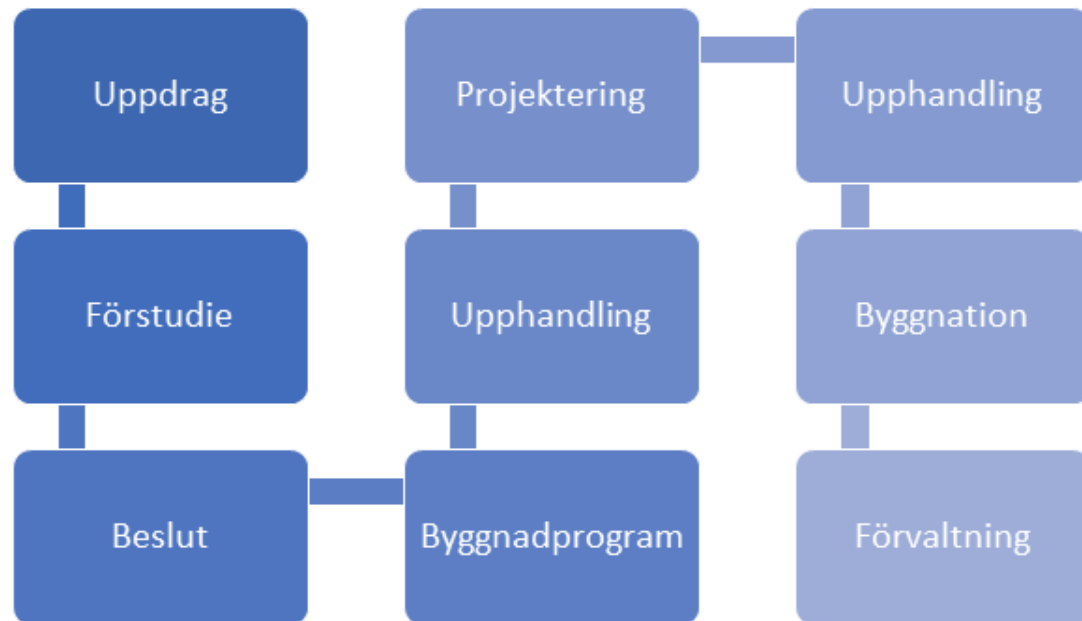 Uppdrag
Förstudie
Beslut
Byggnadprogram
Upphandling
Projektering
Upphandling
Byggnation
Förvaltning